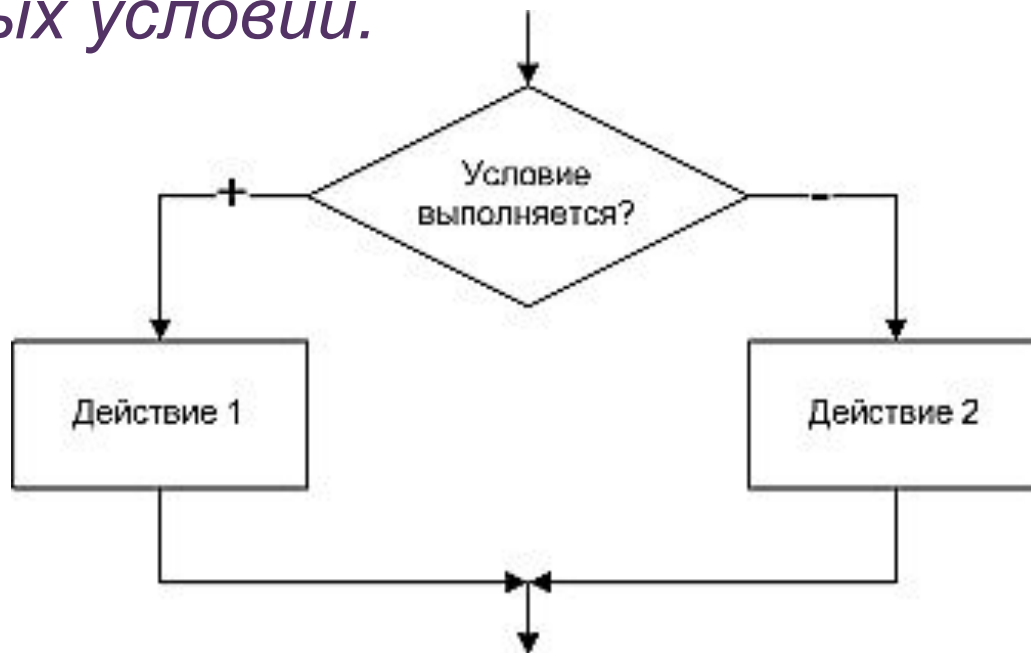 ых условий.
Условие
выполняется?
+
-
Действие 1
Действие 2